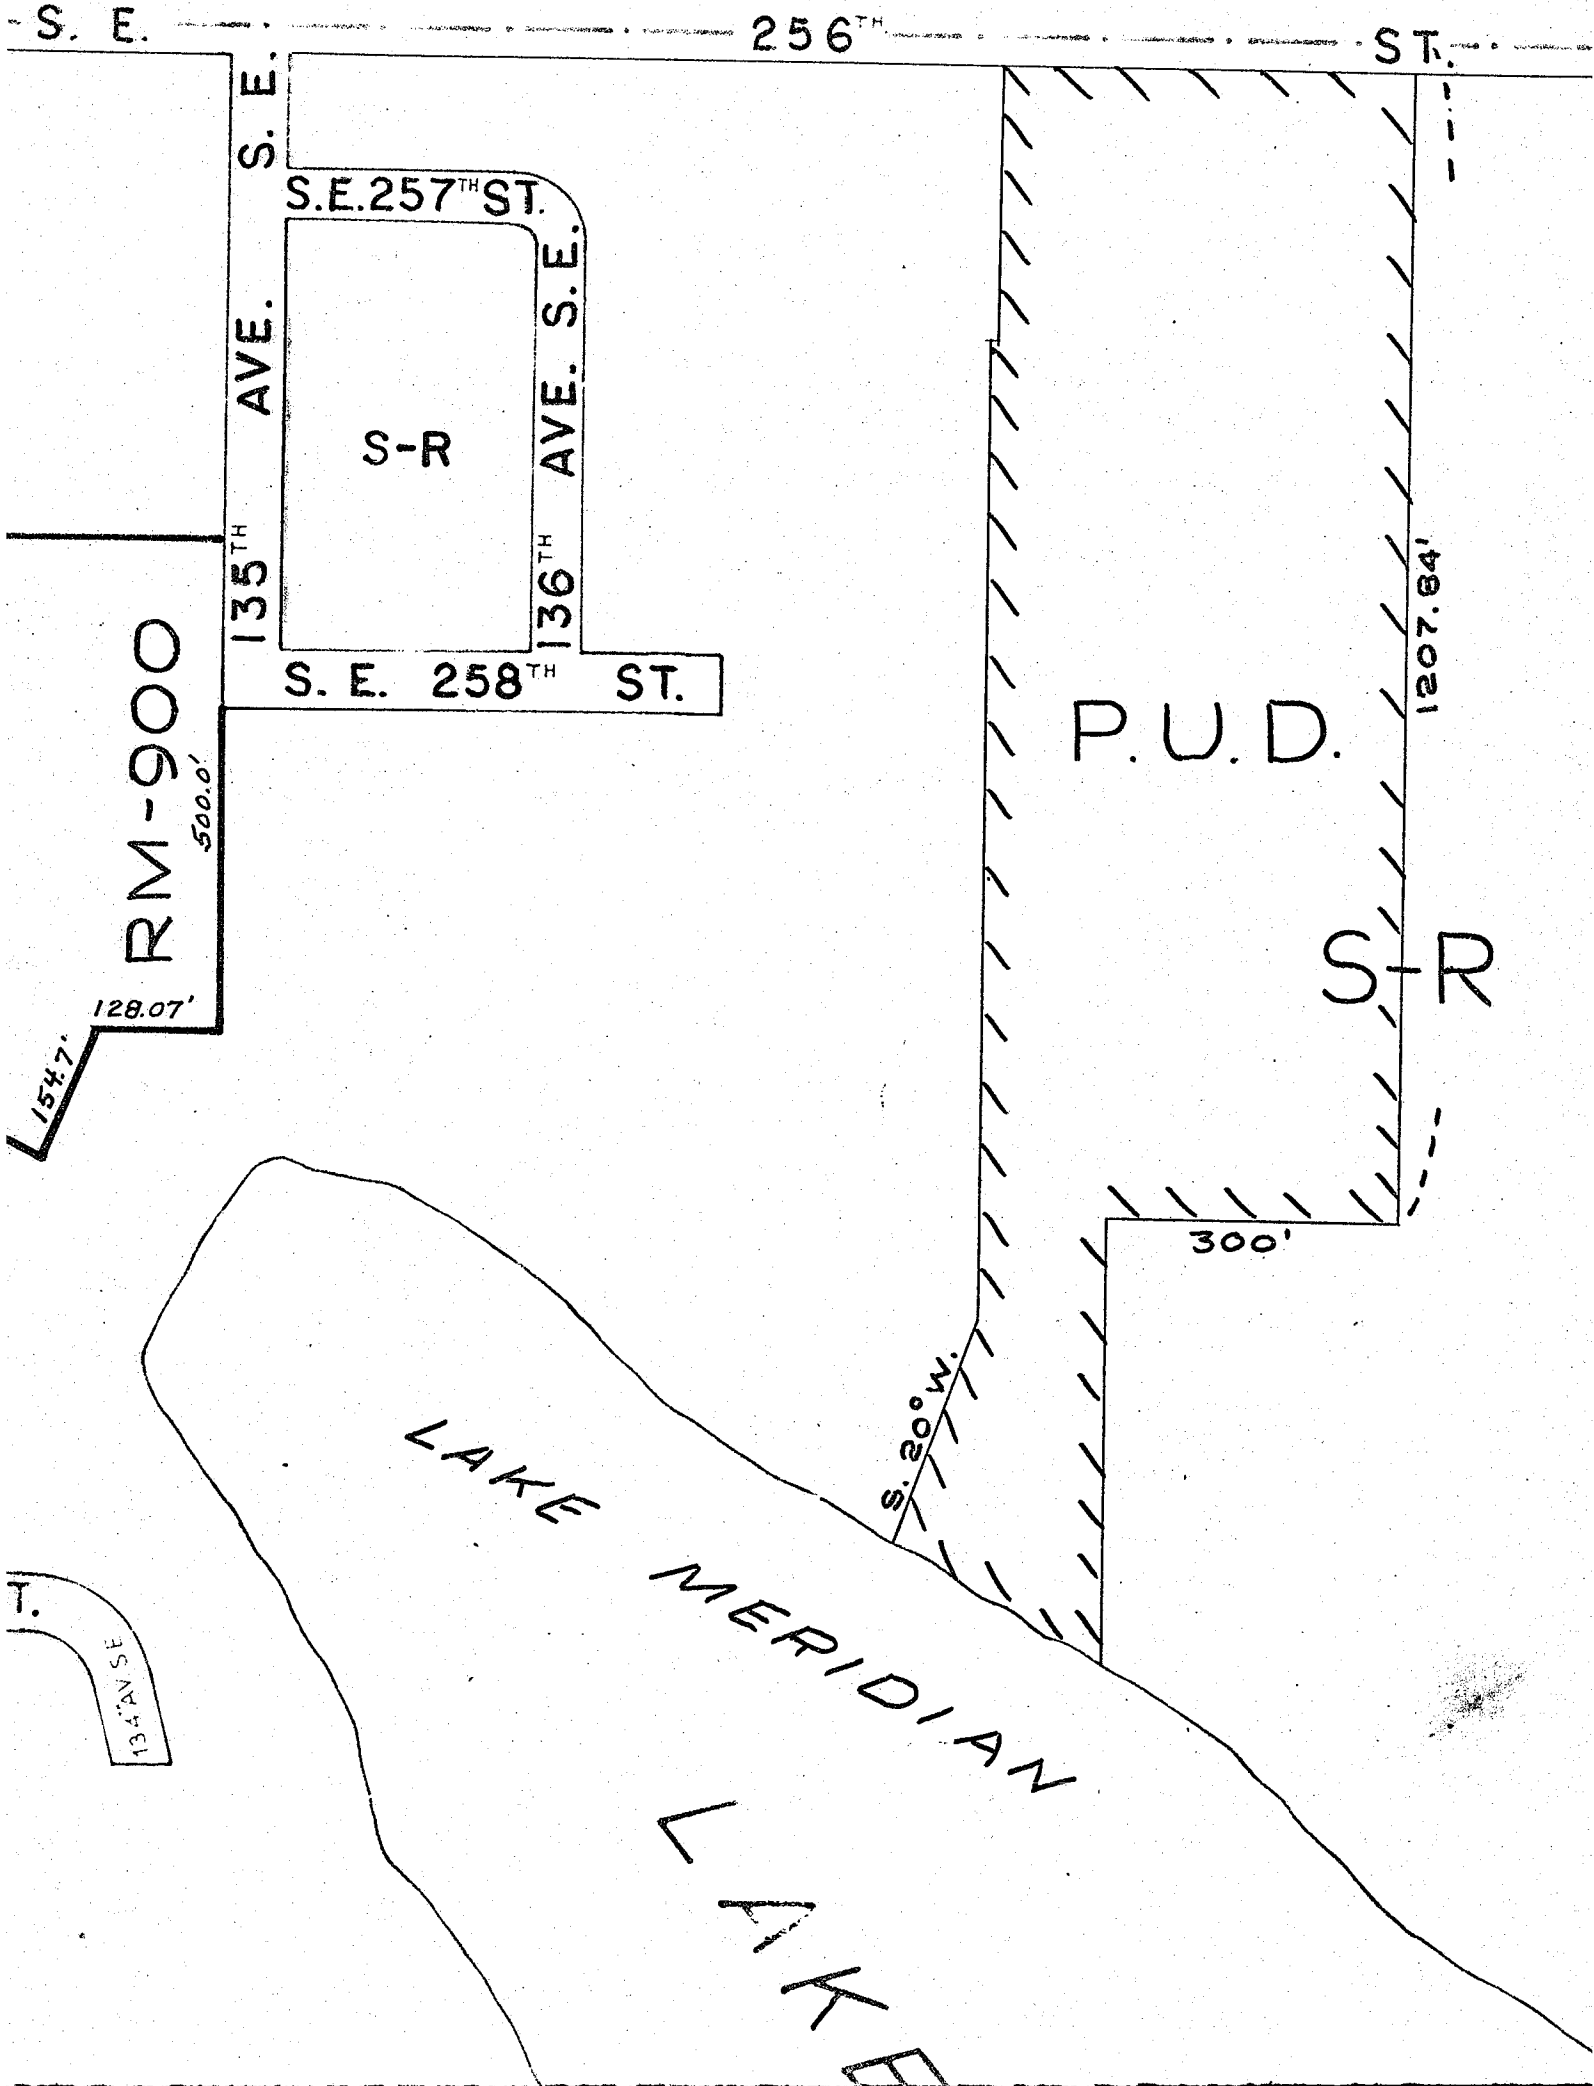 S. E. 256TH ST.
135TH AVE. S. E.
S.E. 257TH ST.
136TH AVE. S.E.
S-R
S. E. 258TH ST.
RM-900
500.0'
128.07'
154.7'
P.U.D.
1207.84'
S-R
300'
S. 20° W.
LAKE MERIDIAN
LAKE
T.
134TH AV SE